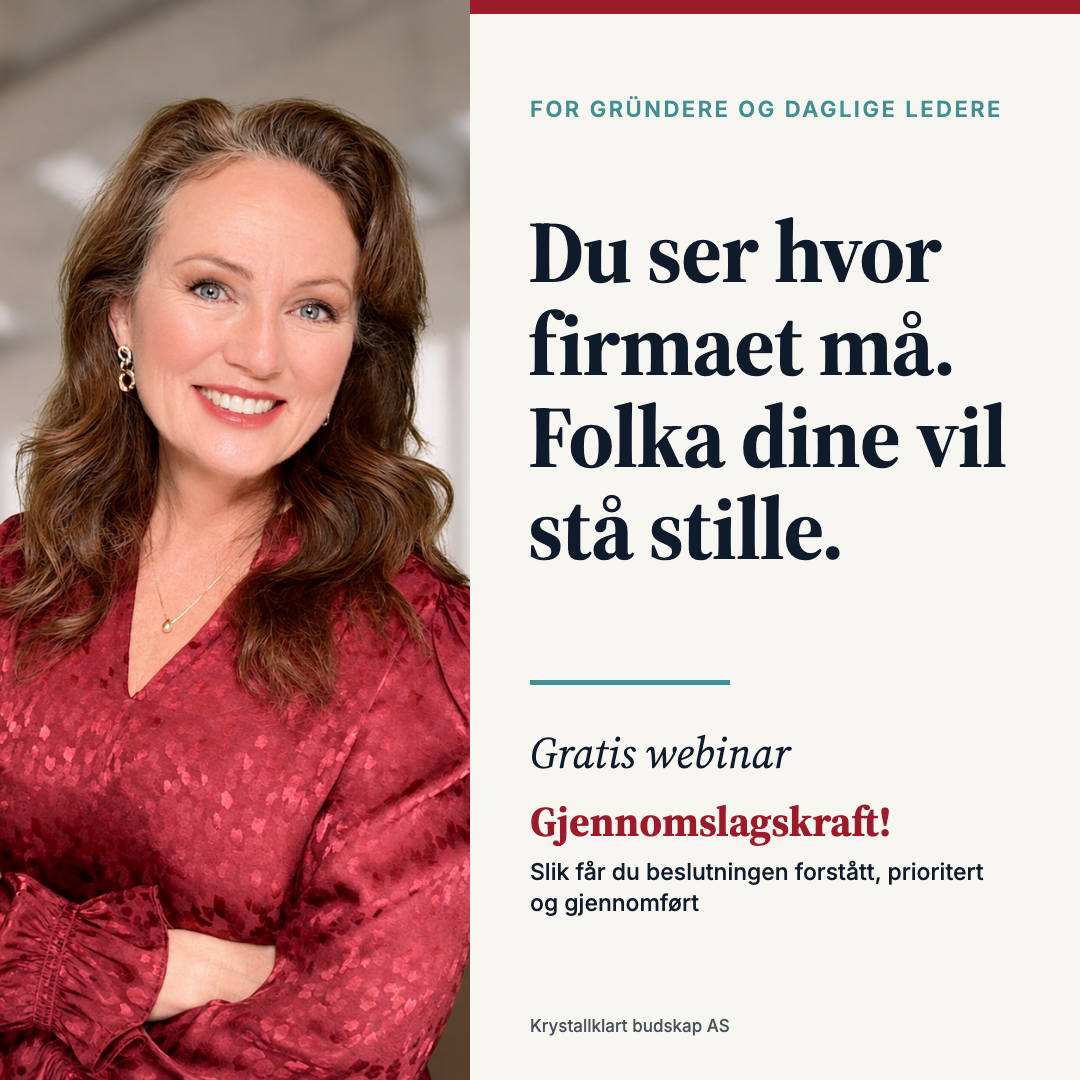 FOR GRÜNDERE OG DAGLIGE LEDERE
Du ser hvor
firmaet må.
Folka dine vil
stå stille.
Gratis webinar
Gjennomslagskraft!
Slik får du beslutningen forstått, prioritert
og gjennomført
Krystallklart budskap AS